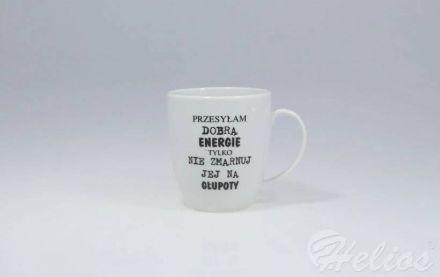 PRZESYŁAM
DOBRĄ
ENERGIE
TYLKO
NIE ZMARNUJ
JEJ NA
GŁUPOTY
Helios